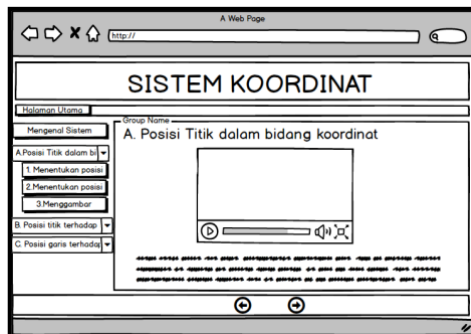 A Web Page
http://
SISTEM KOORDINAT
Halaman Utama
Mengenal Sistem
A.Posisi Titik dalam bi
1. Menentukan posisi
2.Menentukan posisi
3.Menggambar
B. Posisi titik terhadap
C. Posisi garis terhadap
Group Name
A. Posisi Titik dalam bidang koordinat